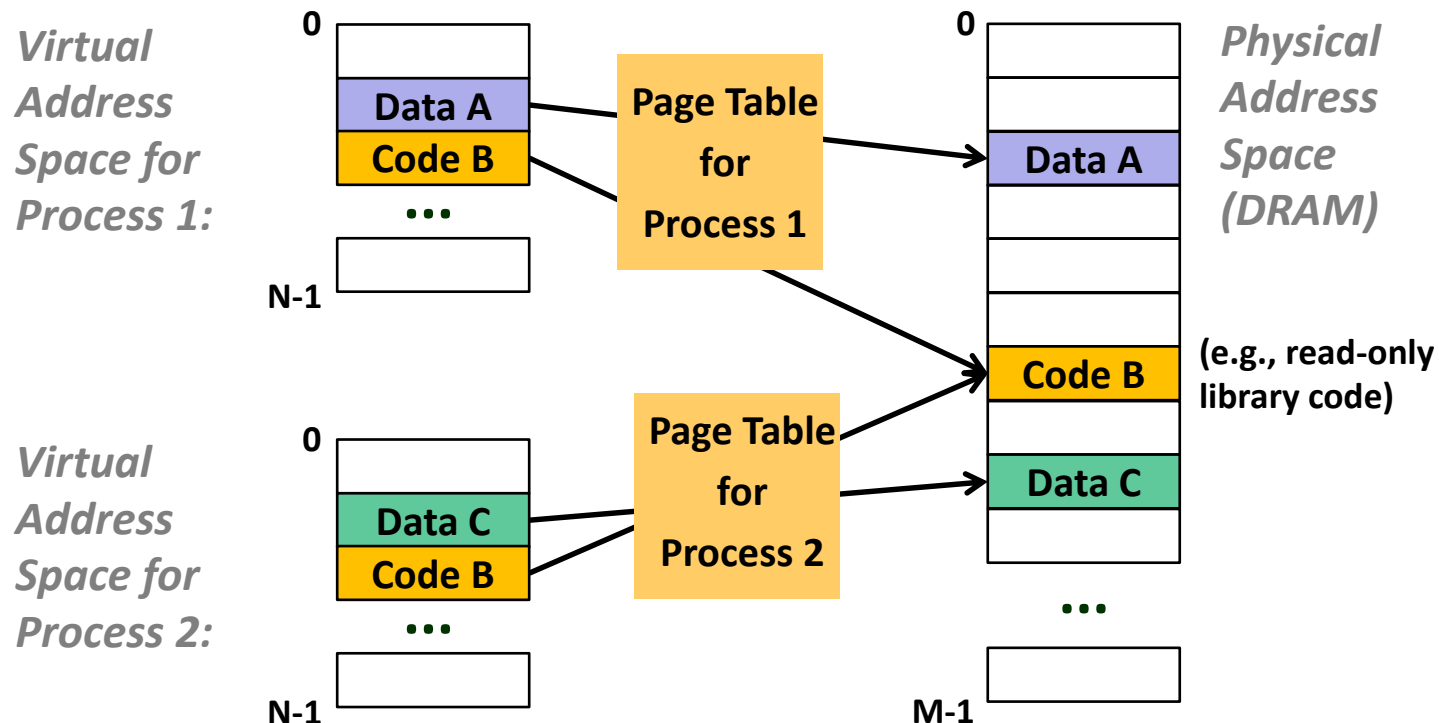 Virtual
Address
Space for
Process 1:
0
Data A
Code B
...
N-1
Page Table
for
Process 1
0
Data A
Code B
Data C
...
M-1
Physical
Address
Space
(DRAM)
(e.g., read-only
library code)
Virtual
Address
Space for
Process 2:
0
Data C
Code B
...
N-1
Page Table
for
Process 2